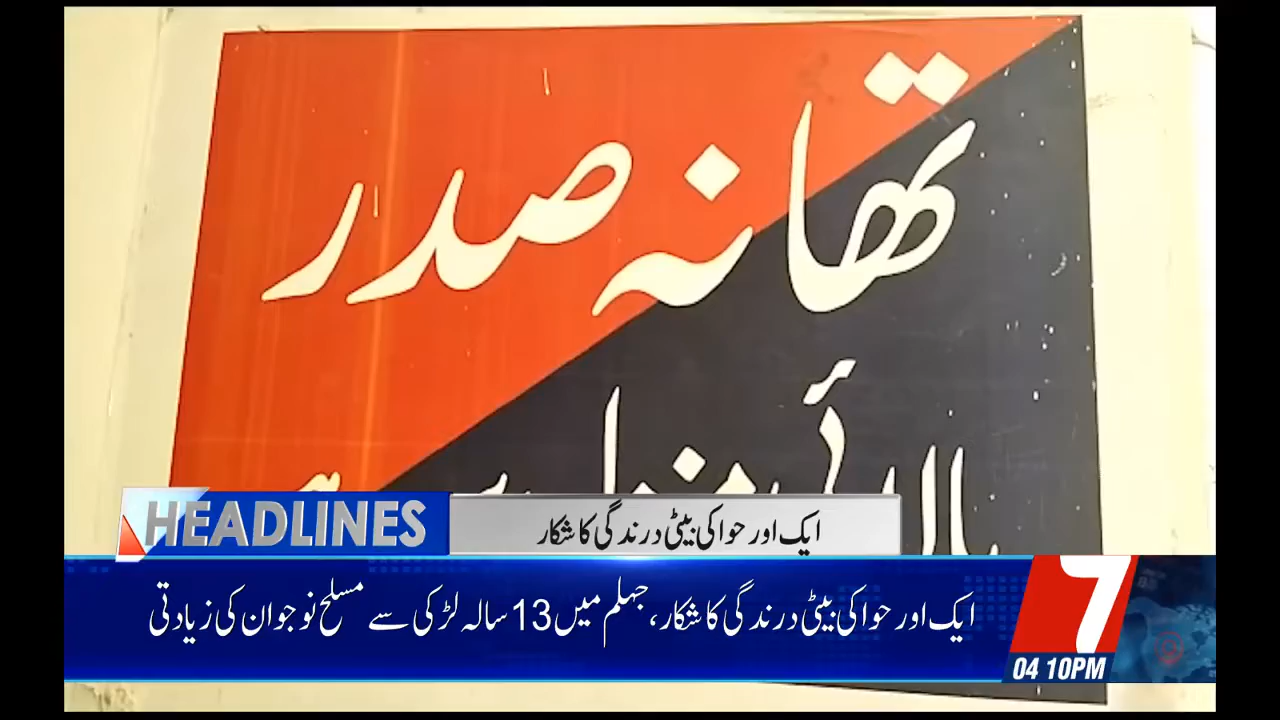 تھانہ صدر
HEADLINES
ایک اور حوا کی بیٹی درندگی کا شکار
ایک اور حوا کی بیٹی درندگی کا شکار، جہلم میں 13 سالہ لڑکی سے مسلح نوجوان کی زیادتی
7
04 10PM